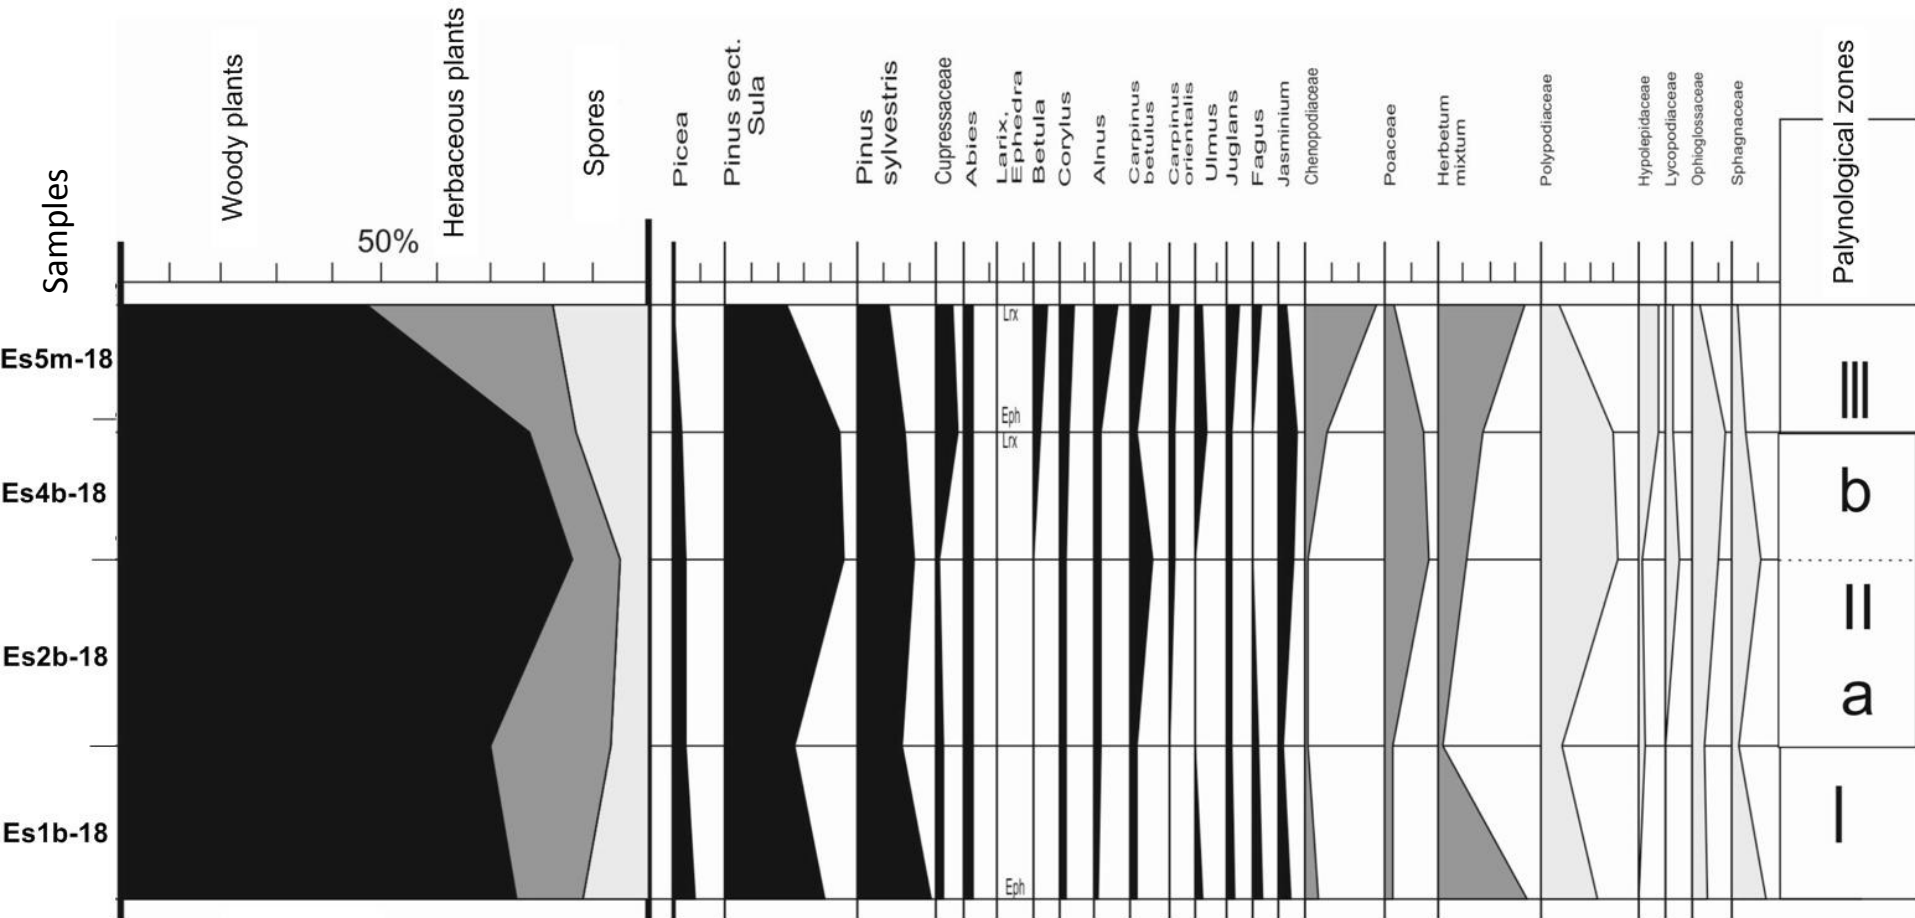 Samples
Woody plants
50%
Herbaceous plants
Spores
Picea
Pinus sect.
Sula
Pinus
sylvestris
Cupressaceae
Abies
Larix,
Ephedra
Betula
Corylus
Alnus
Carpinus
betulus
Carpinus
orientalis
Ulmus
Juglans
Fagus
Jasminium
Chenopodiaceae
Poaceae
Herbetum
mixtum
Polypodiaceae
Hypolepidaceae
Lycopodiaceae
Ophioglossaceae
Sphagnaceae
Palynological zones
Lrx
Es5m-18
III
Eph
Lrx
Es4b-18
b
II
Es2b-18
a
Es1b-18
I
Eph